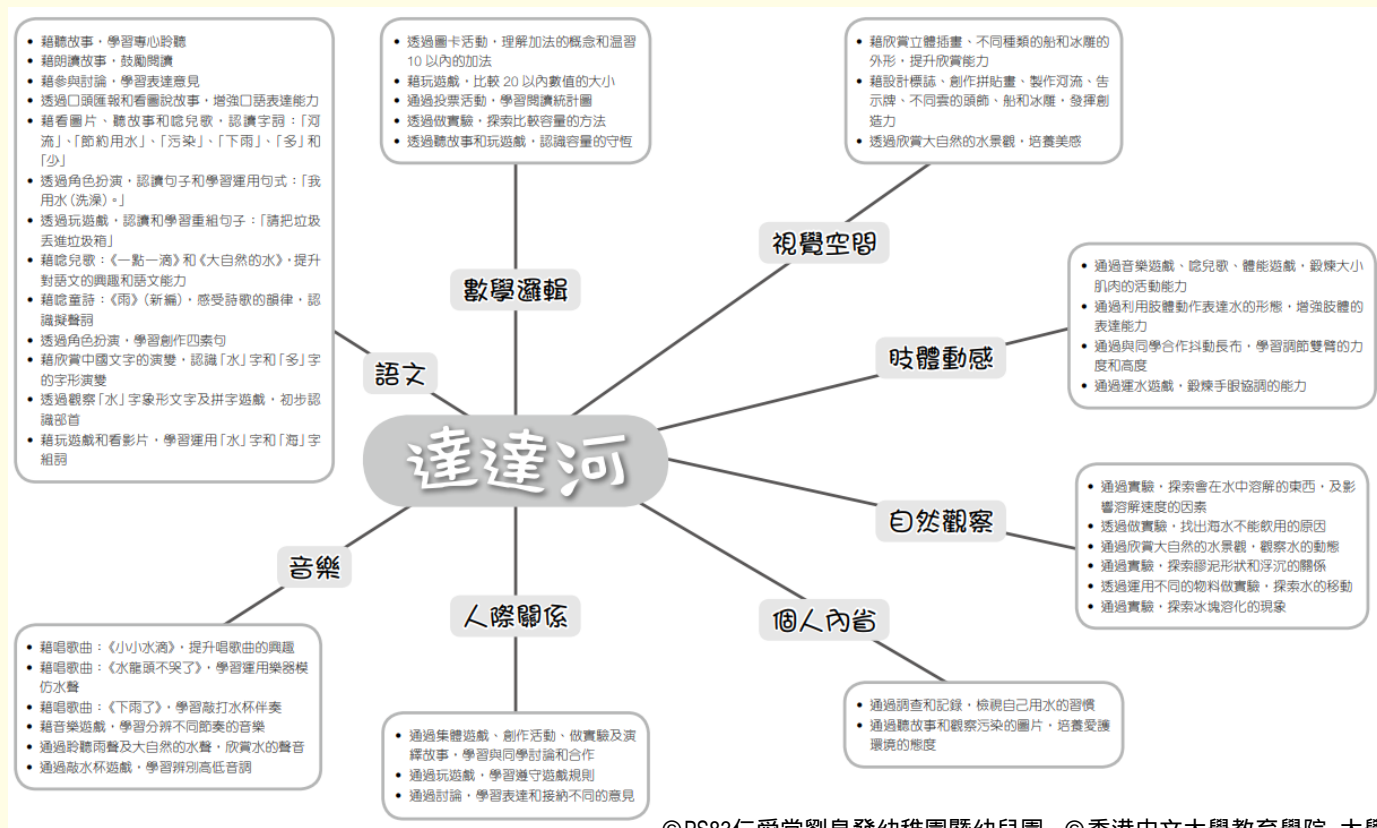 • 藉聽故事，學習專心聆聽
• 藉朗讀故事，鼓勵閱讀
• 藉參與討論，學習表達意見
• 透過口頭匯報和看圖說故事，增強口語表達能力
• 藉看圖片、聽故事和唸兒歌，認讀字詞：「河
流」、「節約用水」、「污染」、「下雨」、「多」和
「少」
• 透過角色扮演，認讀句子和學習運用句式：「我
用水（洗澡）。」
• 透過玩遊戲，認讀和學習重組句子：「請把垃圾
丟進垃圾箱」
• 藉唸兒歌：《一點一滴》和《大自然的水》，提升
對語文的興趣和語文能力
• 藉唸童詩：《雨》（新編），感受詩歌的韻律，認
識擬聲詞
• 透過角色扮演，學習創作四素句
• 藉欣賞中國文字的演變，認識「水」字和「多」字
的字形演變
• 透過觀察「水」字象形文字及拼字遊戲，初步認
識部首
• 藉玩遊戲和看影片，學習運用「水」字和「海」字
組詞
語文
• 透過圖卡活動，理解加法的概念和温習
10 以內的加法
• 藉玩遊戲，比較 20 以內數值的大小
• 通過投票活動，學習閱讀統計圖
• 透過做實驗，探索比較容量的方法
• 透過聽故事和玩遊戲，認識容量的守恆
數學邏輯
• 藉欣賞立體插畫、不同種類的船和冰雕的
外形，提升欣賞能力
• 藉設計標誌、創作拼貼畫、製作河流、告
示牌、不同雲的頭飾、船和冰雕，發揮創
造力
• 透過欣賞大自然的水景觀，培養美感
視覺空間
• 通過音樂遊戲、唸兒歌、體能遊戲，鍛煉大小
肌肉的活動能力
• 通過利用肢體動作表達水的形態，增強肢體的
表達能力
• 通過與同學合作抖動長布，學習調節雙臂的力
度和高度
• 通過運水遊戲，鍛煉手眼協調的能力
肢體動感
達達河
自然觀察
• 通過實驗，探索會在水中溶解的東西，及影
響溶解速度的因素
• 透過做實驗，找出海水不能飲用的原因
• 通過欣賞大自然的水景觀，觀察水的動態
• 通過實驗，探索膠泥形狀和浮沉的關係
• 透過運用不同的物料做實驗，探索水的移動
• 通過實驗，探索冰塊溶化的現象
音樂
• 藉唱歌曲：《小小水滴》，提升唱歌曲的興趣
• 藉唱歌曲：《水龍頭不哭了》，學習運用樂器模
仿水聲
• 藉唱歌曲：《下雨了》，學習敲打水杯伴奏
• 藉音樂遊戲，學習分辨不同節奏的音樂
• 通過聆聽雨聲及大自然的水聲，欣賞水的聲音
• 通過敲水杯遊戲，學習辨別高低音調
人際關係
• 通過集體遊戲、創作活動、做實驗及演
繹故事，學習與同學討論和合作
• 通過玩遊戲，學習遵守遊戲規則
• 通過討論，學習表達和接納不同的意見
個人內省
• 通過調查和記錄，檢視自己用水的習慣
• 通過聽故事和觀察污染的圖片，培養愛護
環境的態度